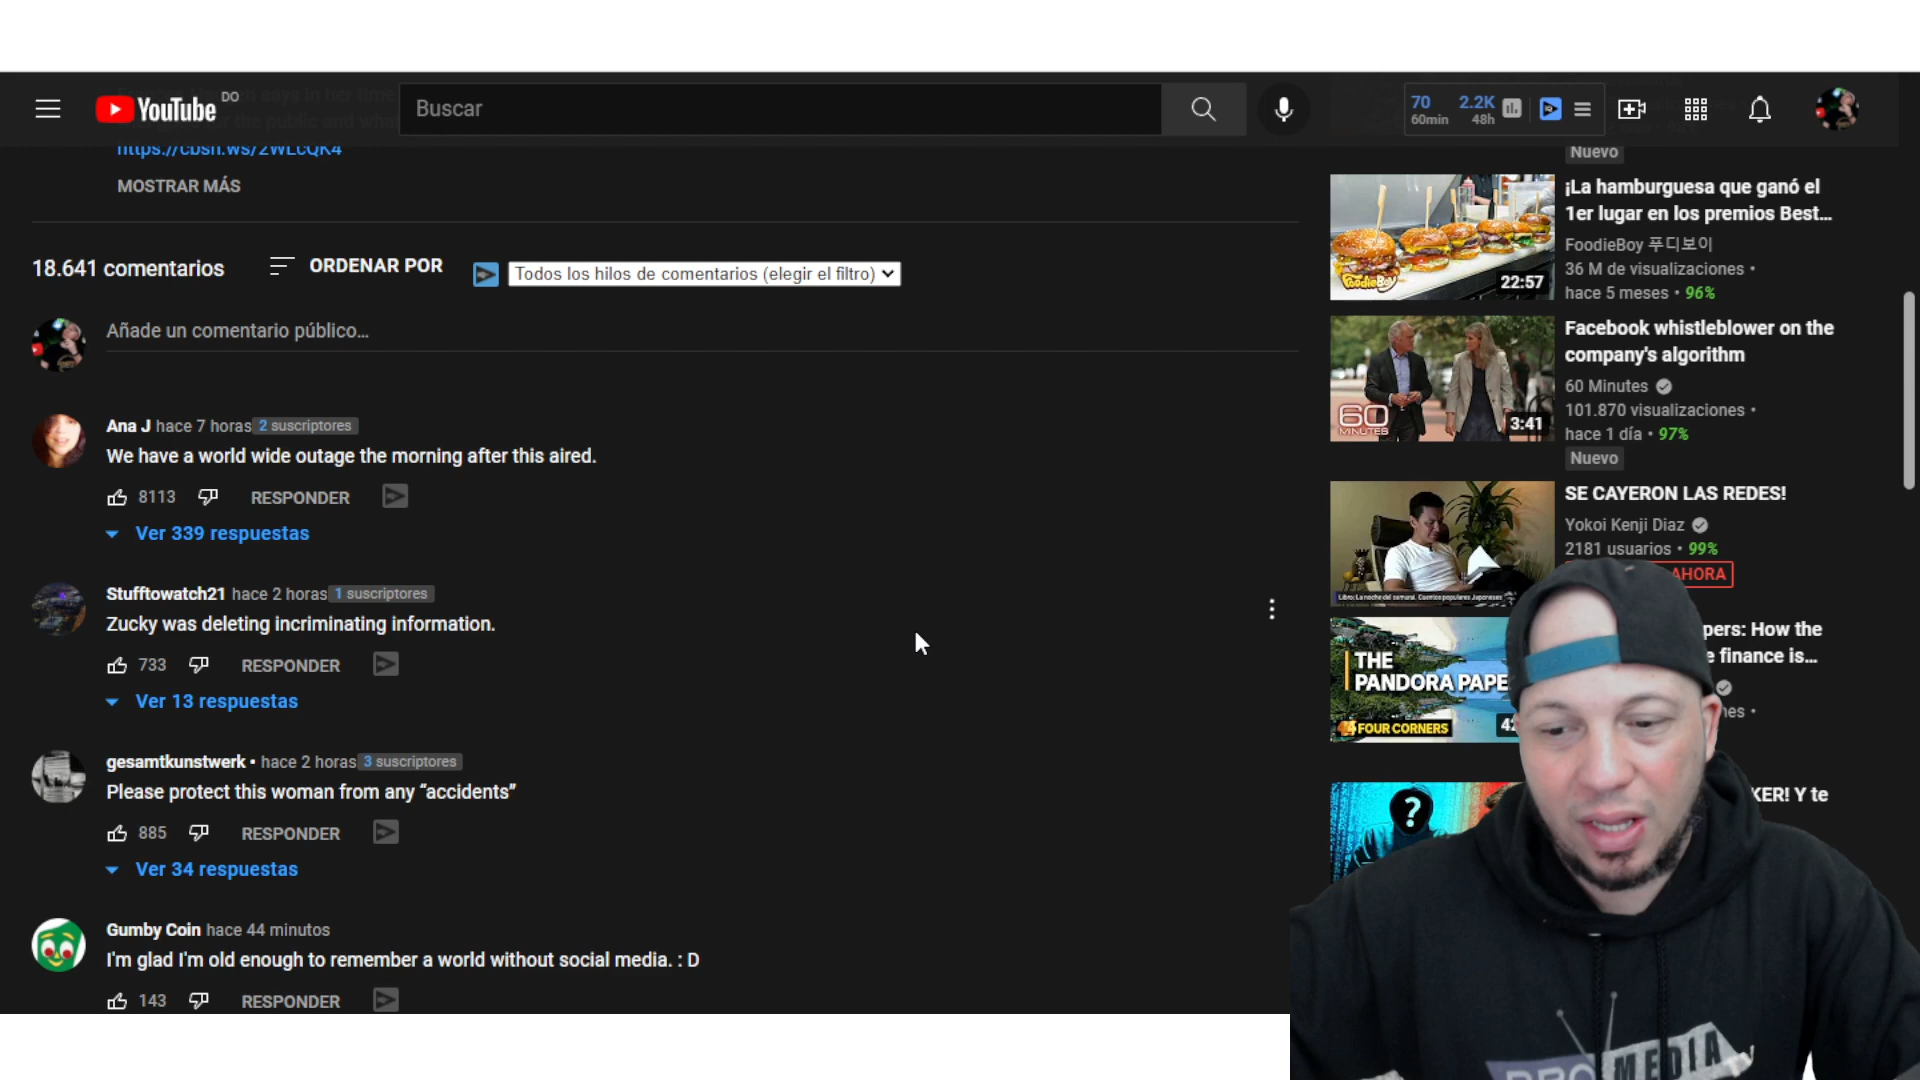 YouTube DO
Buscar
70 2.2K
60min 48h
https://cbsn.ws/2WLcQK4
MOSTRAR MÁS
18.641 comentarios
ORDENAR POR
Todos los hilos de comentarios (elegir el filtro)
Añade un comentario público...
Ana J hace 7 horas 2 suscriptores
We have a world wide outage the morning after this aired.
8113 RESPONDER
Ver 339 respuestas
Stufftowatch21 hace 2 horas 1 suscriptores
Zucky was deleting incriminating information.
733 RESPONDER
Ver 13 respuestas
gesamtkunstwerk • hace 2 horas 3 suscriptores
Please protect this woman from any “accidents”
885 RESPONDER
Ver 34 respuestas
Gumby Coin hace 44 minutos
I'm glad I'm old enough to remember a world without social media. : D
143 RESPONDER
Nuevo
FoodieBoy
22:57
¡La hamburguesa que ganó el
1er lugar en los premios Best...
FoodieBoy 푸디보이
36 M de visualizaciones •
hace 5 meses • 96%
60
MINUTES
3:41
Facebook whistleblower on the
company's algorithm
60 Minutes
101.870 visualizaciones •
hace 1 día • 97%
Nuevo
SE CAYERON LAS REDES!
Yokoi Kenji Diaz
2181 usuarios • 99%
AHORA
THE
PANDORA PAPE
FOUR CORNERS
pers: How the
e finance is...
nes •
?
KER! Y te
MEDIA